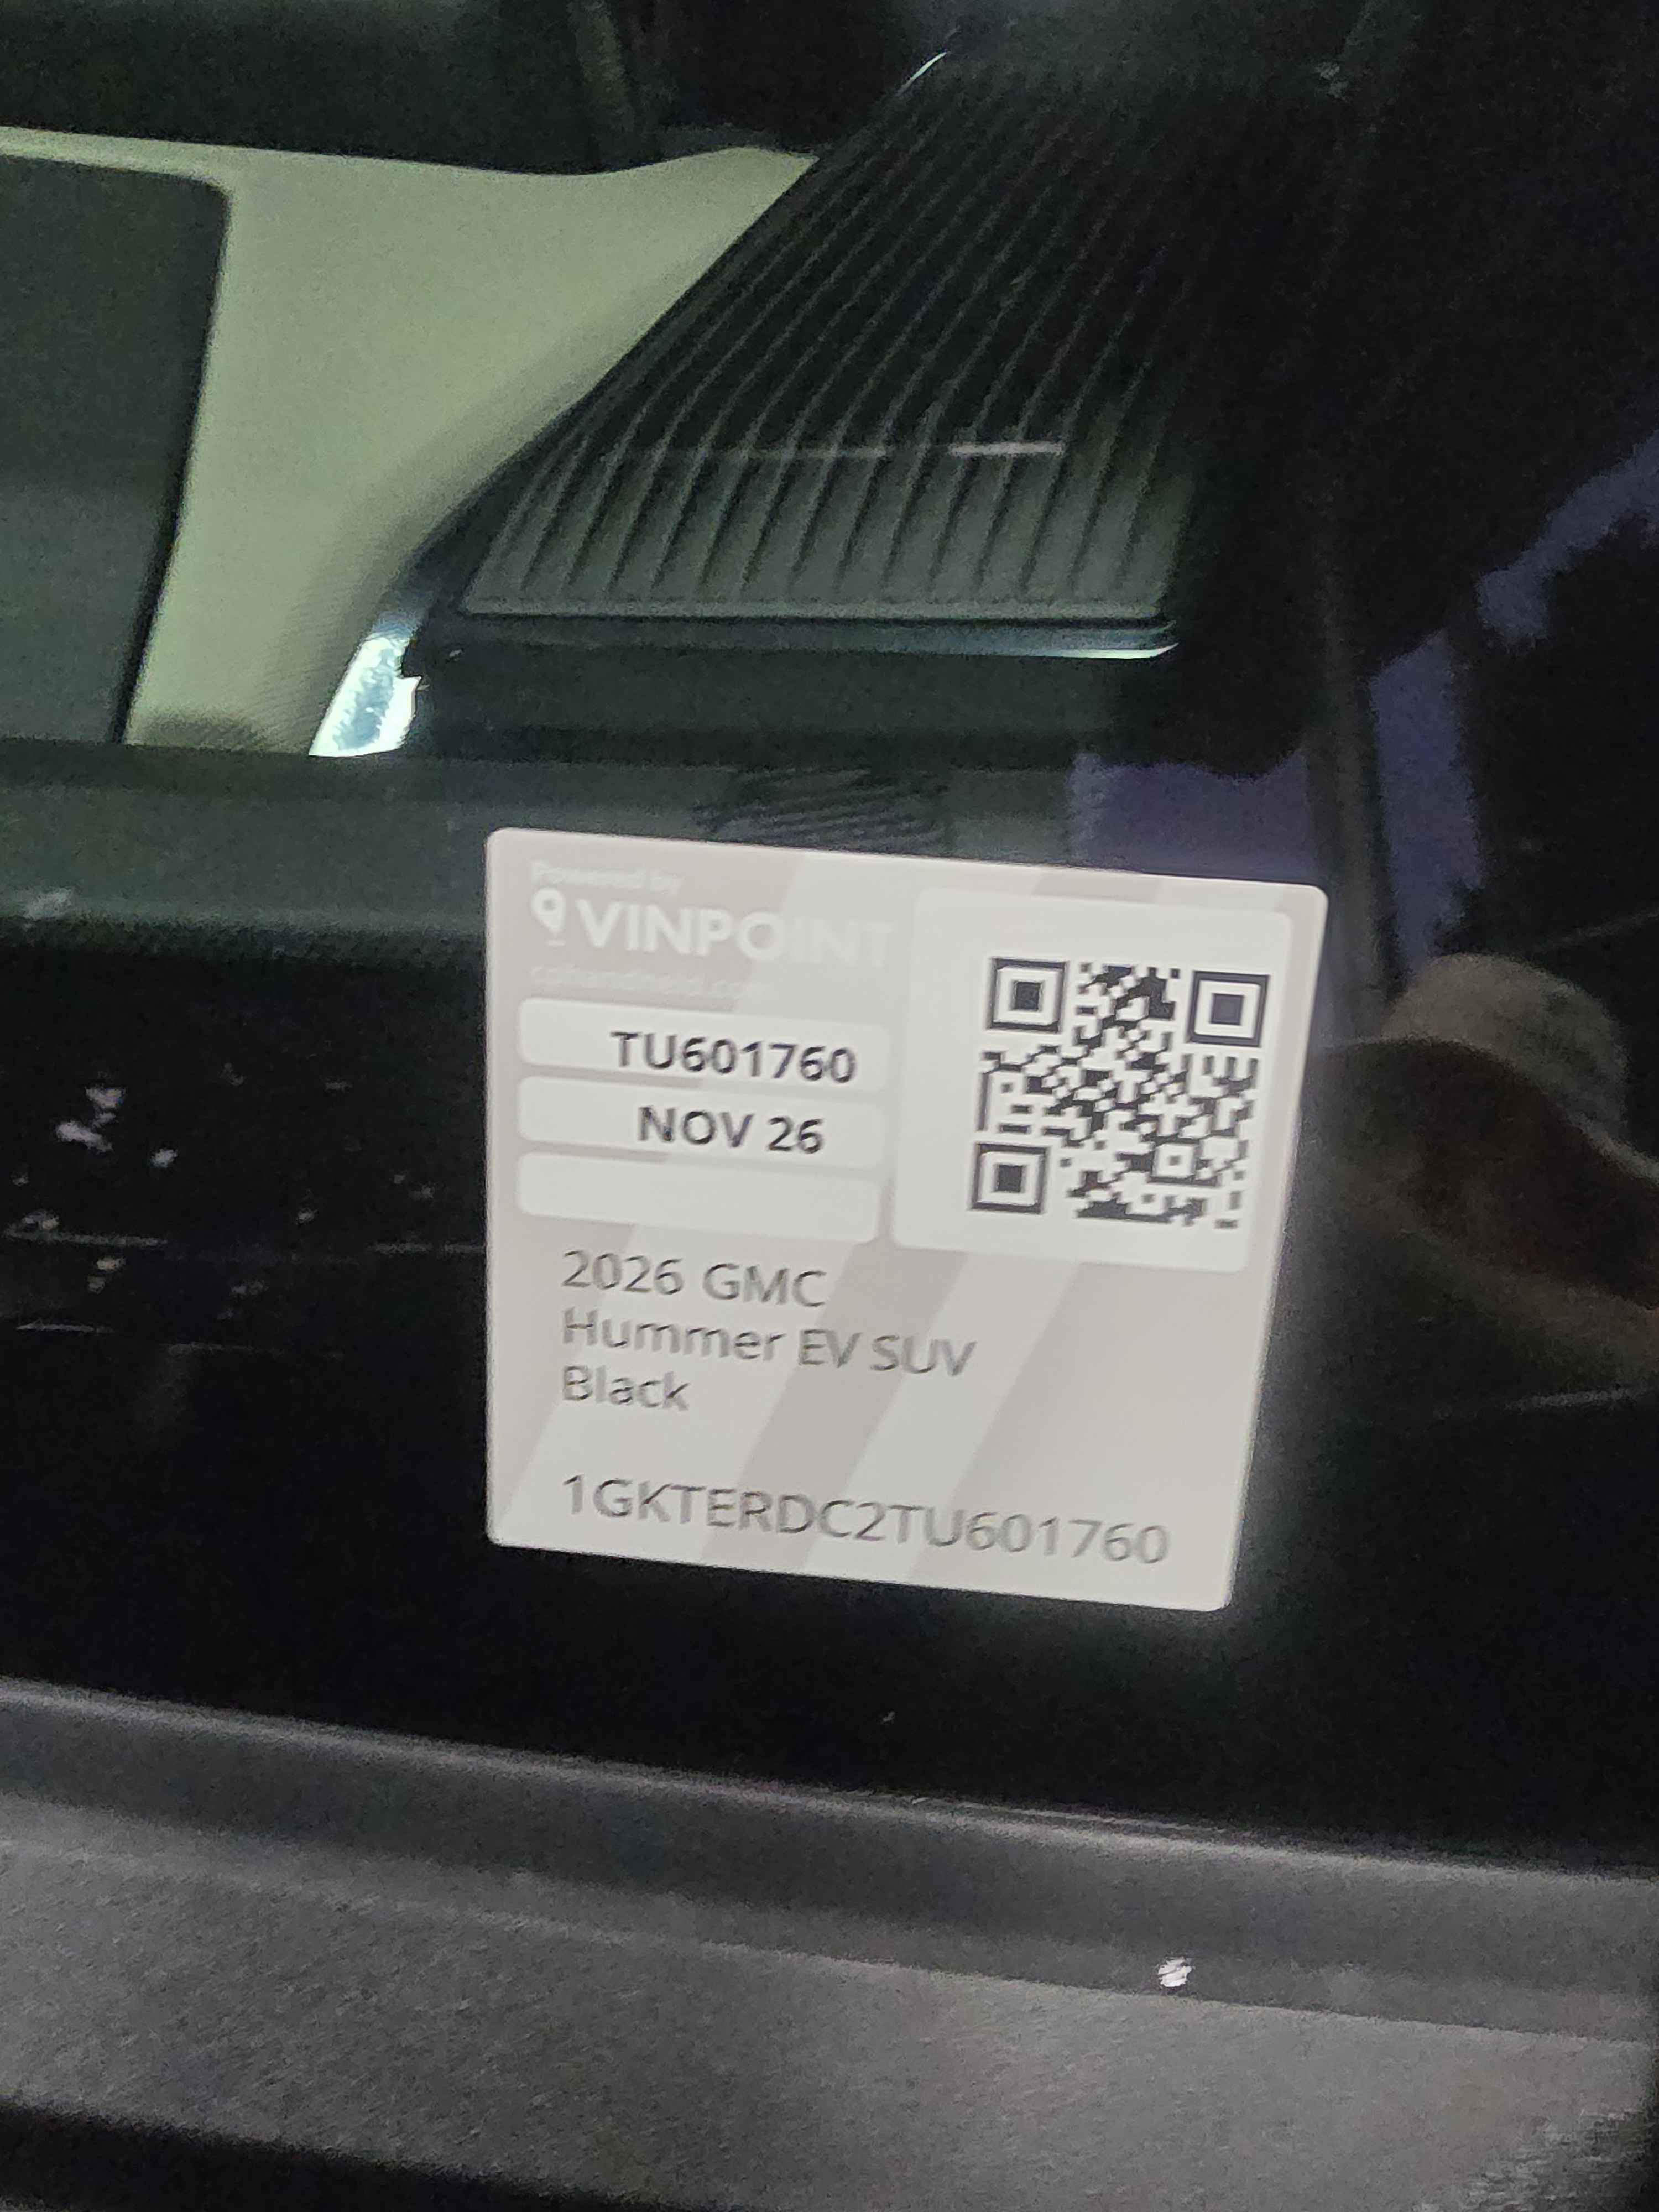 Powered by
VINPOINT
TU601760
NOV 26
2026 GMC
Hummer EV SUV
Black
1GKTERDC2TU601760